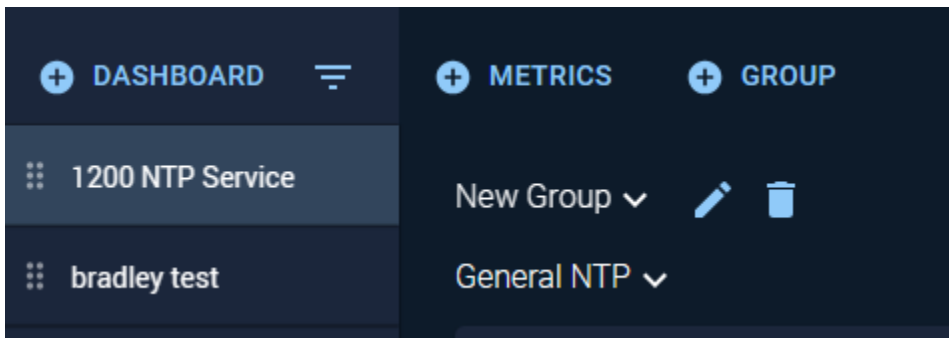 DASHBOARD
METRICS
GROUP
1200 NTP Service
bradley test
New Group
General NTP